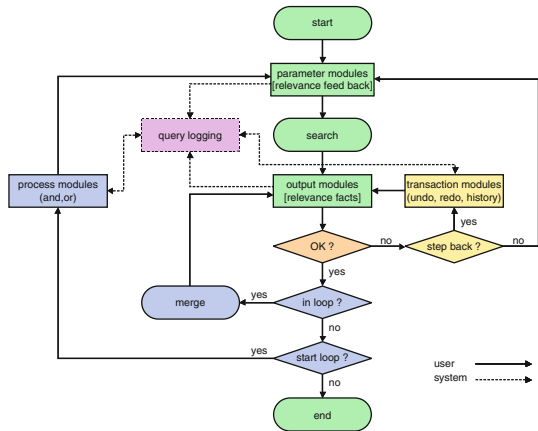 start
parameter modules
[relevance feed back]
query logging
search
process modules
(and,or)
output modules
[relevance facts]
transaction modules
(undo, redo, history)
yes
OK ?
no
step back ?
no
yes
merge
yes
in loop ?
no
yes
start loop ?
user
no
system
end